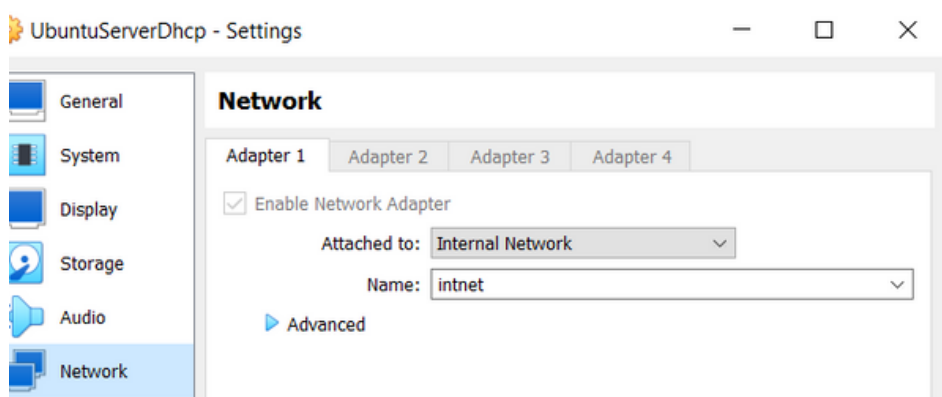 UbuntuServerDhcp - Settings
General
System
Display
Storage
Audio
Network
Network
Adapter 1 Adapter 2 Adapter 3 Adapter 4
Enable Network Adapter
Attached to: Internal Network
Name: intnet
Advanced